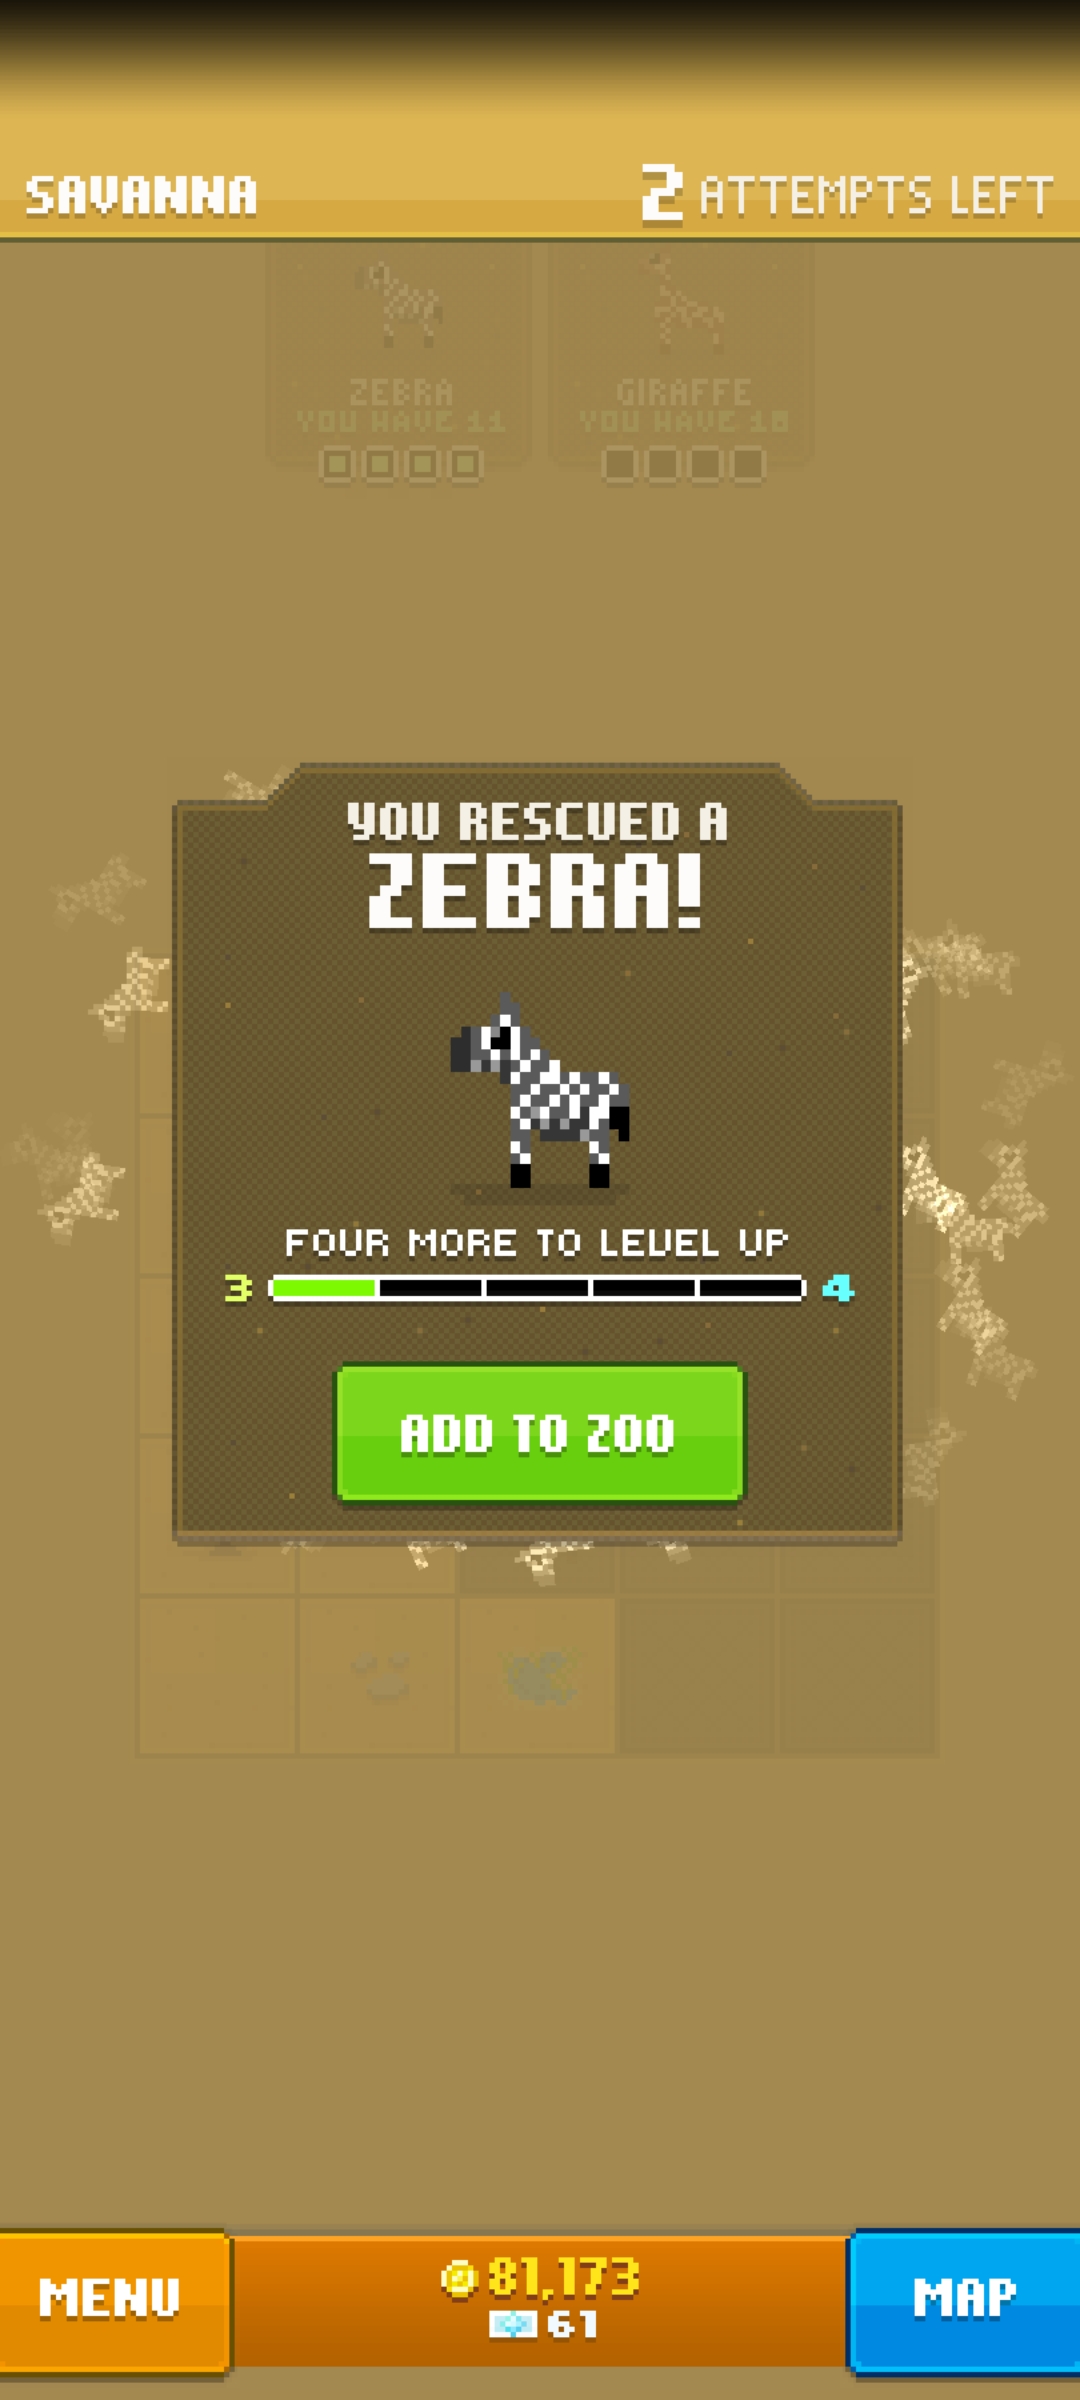 SAVANNA
2 ATTEMPTS LEFT
ZEBRA
YOU HAVE 11
GIRAFFE
YOU HAVE 18
YOU RESCUED A
ZEBRA!
FOUR MORE TO LEVEL UP
3
4
ADD TO ZOO
MENU
81,173
61
MAP